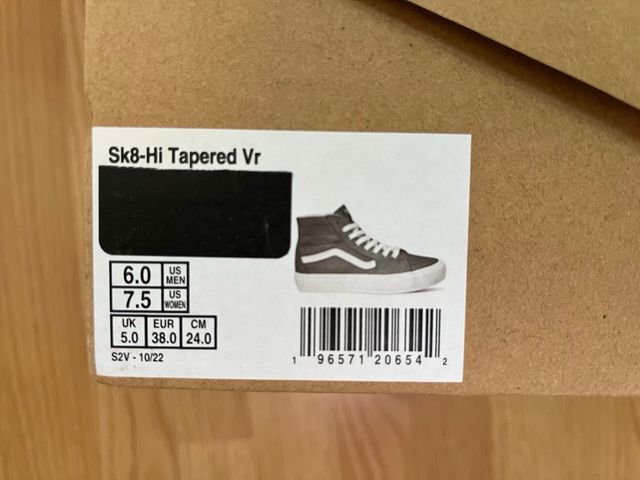 Sk8-Hi Tapered Vr
6.0 US MEN
7.5 US WOMEN
UK EUR CM
5.0 38.0 24.0
S2V - 10/22
1 96571 20654 2